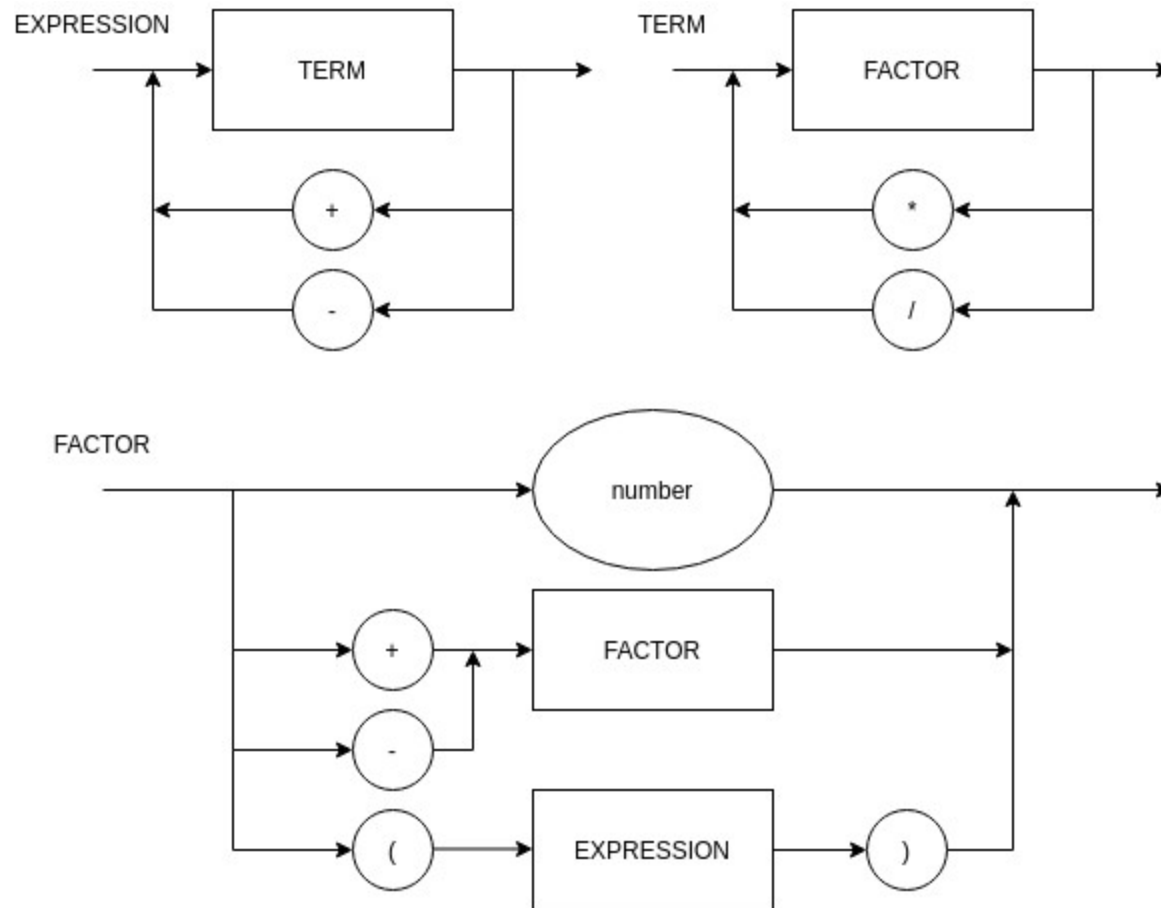 EXPRESSION
TERM
TERM
FACTOR
+
*
-
/
FACTOR
number
+
FACTOR
-
(
EXPRESSION
)